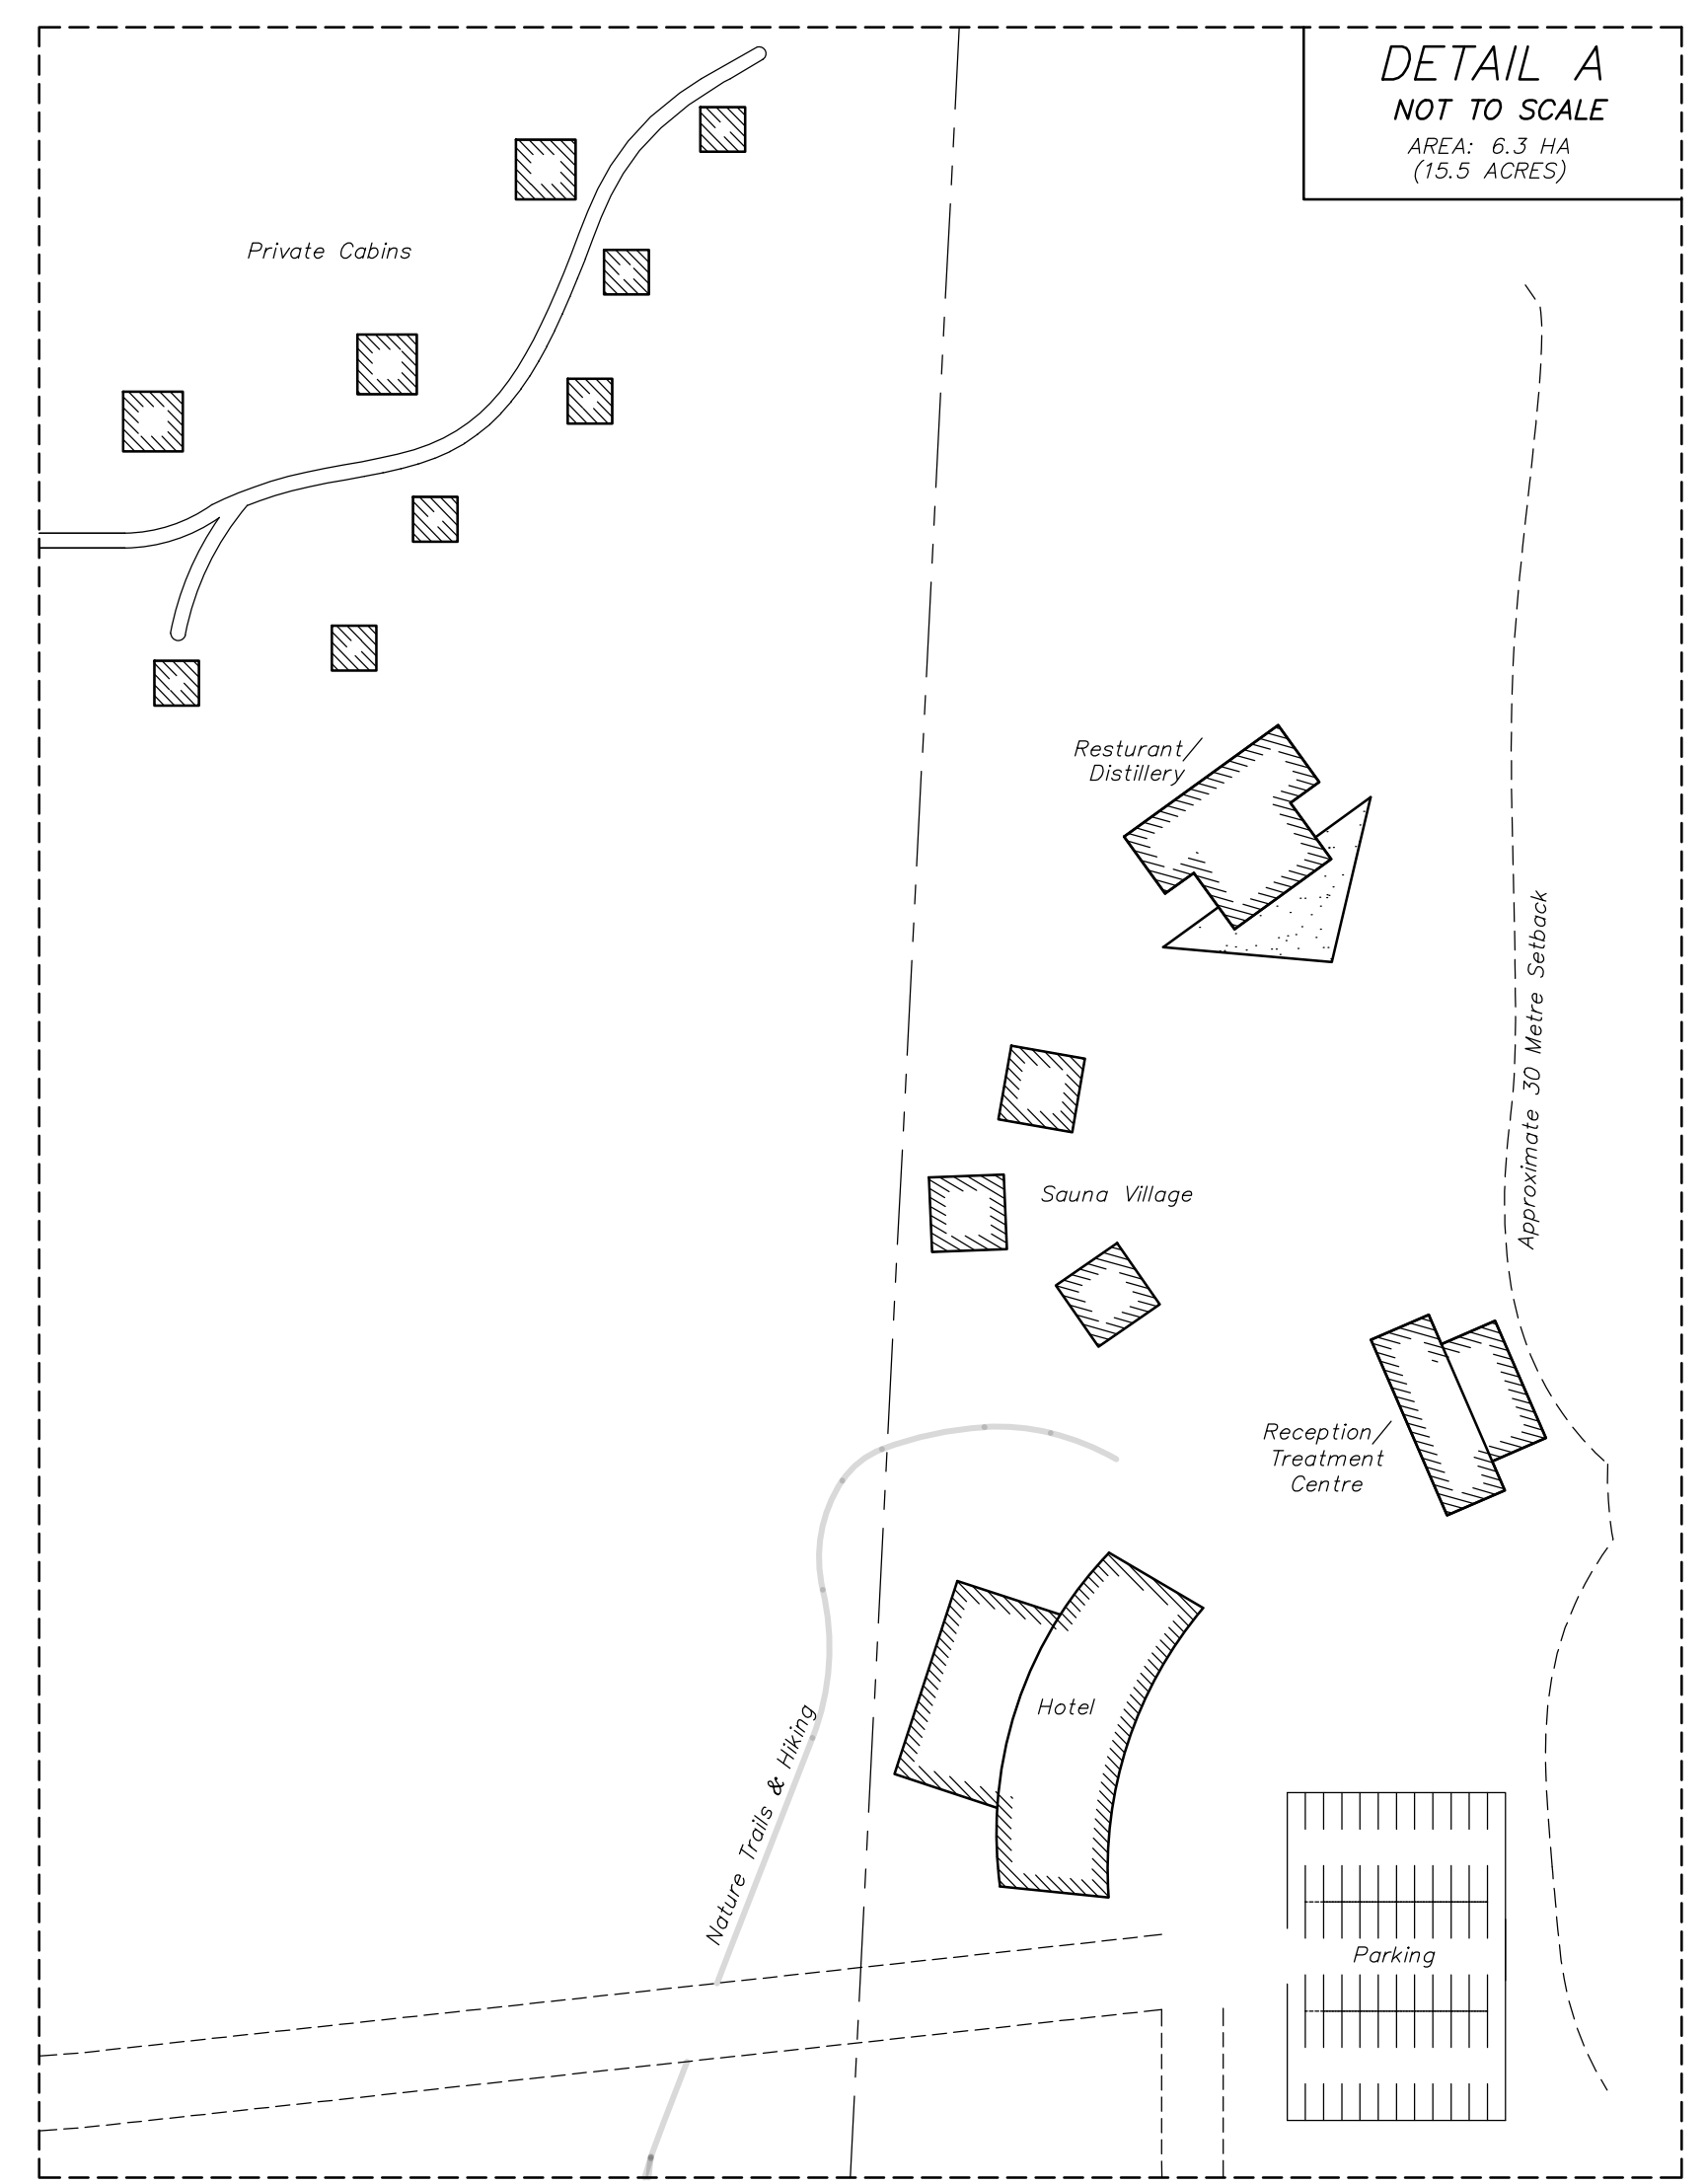 DETAIL A
NOT TO SCALE
AREA: 6.3 HA
(15.5 ACRES)
Private Cabins
Resturant/
Distillery
Approximate 30 Metre Setback
Sauna Village
Reception/
Treatment
Centre
Hotel
Nature Trails & Hiking
Parking